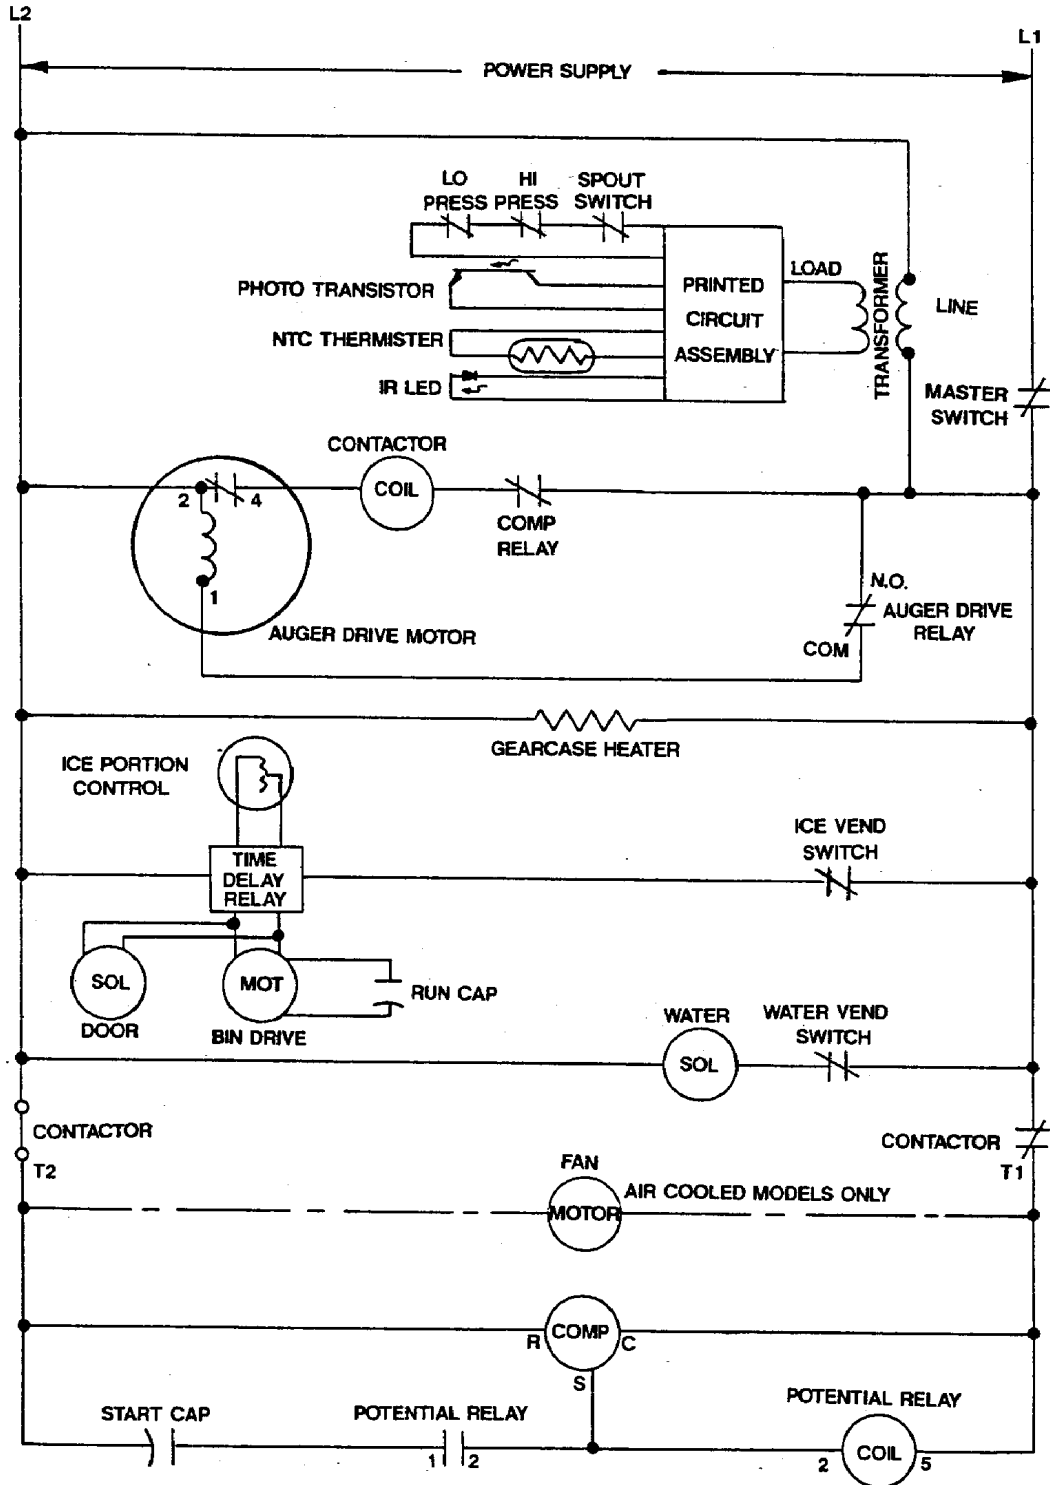 L2
L1
POWER SUPPLY
LO
PRESS
HI
PRESS
SPOUT
SWITCH
PHOTO TRANSISTOR
NTC THERMISTER
IR LED
PRINTED
CIRCUIT
ASSEMBLY
LOAD
TRANSFORMER
LINE
MASTER
SWITCH
CONTACTOR
COIL
2
4
1
COMP
RELAY
AUGER DRIVE MOTOR
N.O.
AUGER DRIVE
RELAY
COM
GEARCASE HEATER
ICE PORTION
CONTROL
TIME
DELAY
RELAY
ICE VEND
SWITCH
SOL
DOOR
MOT
BIN DRIVE
RUN CAP
WATER
SOL
WATER VEND
SWITCH
CONTACTOR
T2
CONTACTOR
T1
FAN
MOTOR
AIR COOLED MODELS ONLY
R
COMP
C
S
START CAP
POTENTIAL RELAY
1
2
POTENTIAL RELAY
2
COIL
5